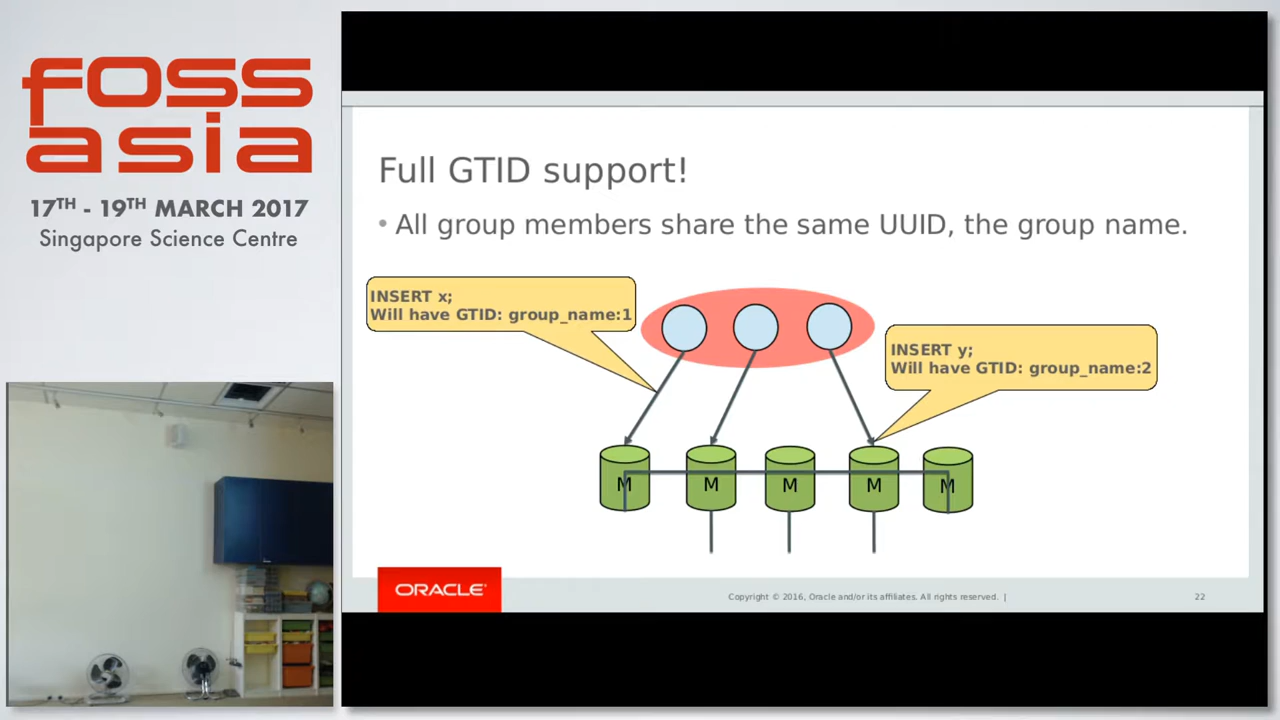 foss
asia
17TH - 19TH MARCH 2017
Singapore Science Centre
Full GTID support!
• All group members share the same UUID, the group name.
INSERT x;
Will have GTID: group_name:1
INSERT y;
Will have GTID: group_name:2
M M M M M
ORACLE®
Copyright © 2016, Oracle and/or its affiliates. All rights reserved. |
22